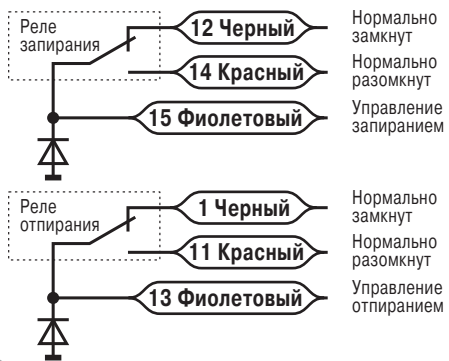 Реле
запирания
12 Черный
Нормально
замкнут
14 Красный
Нормально
разомкнут
15 Фиолетовый
Управление
запиранием
Реле
отпирания
1 Черный
Нормально
замкнут
11 Красный
Нормально
разомкнут
13 Фиолетовый
Управление
отпиранием